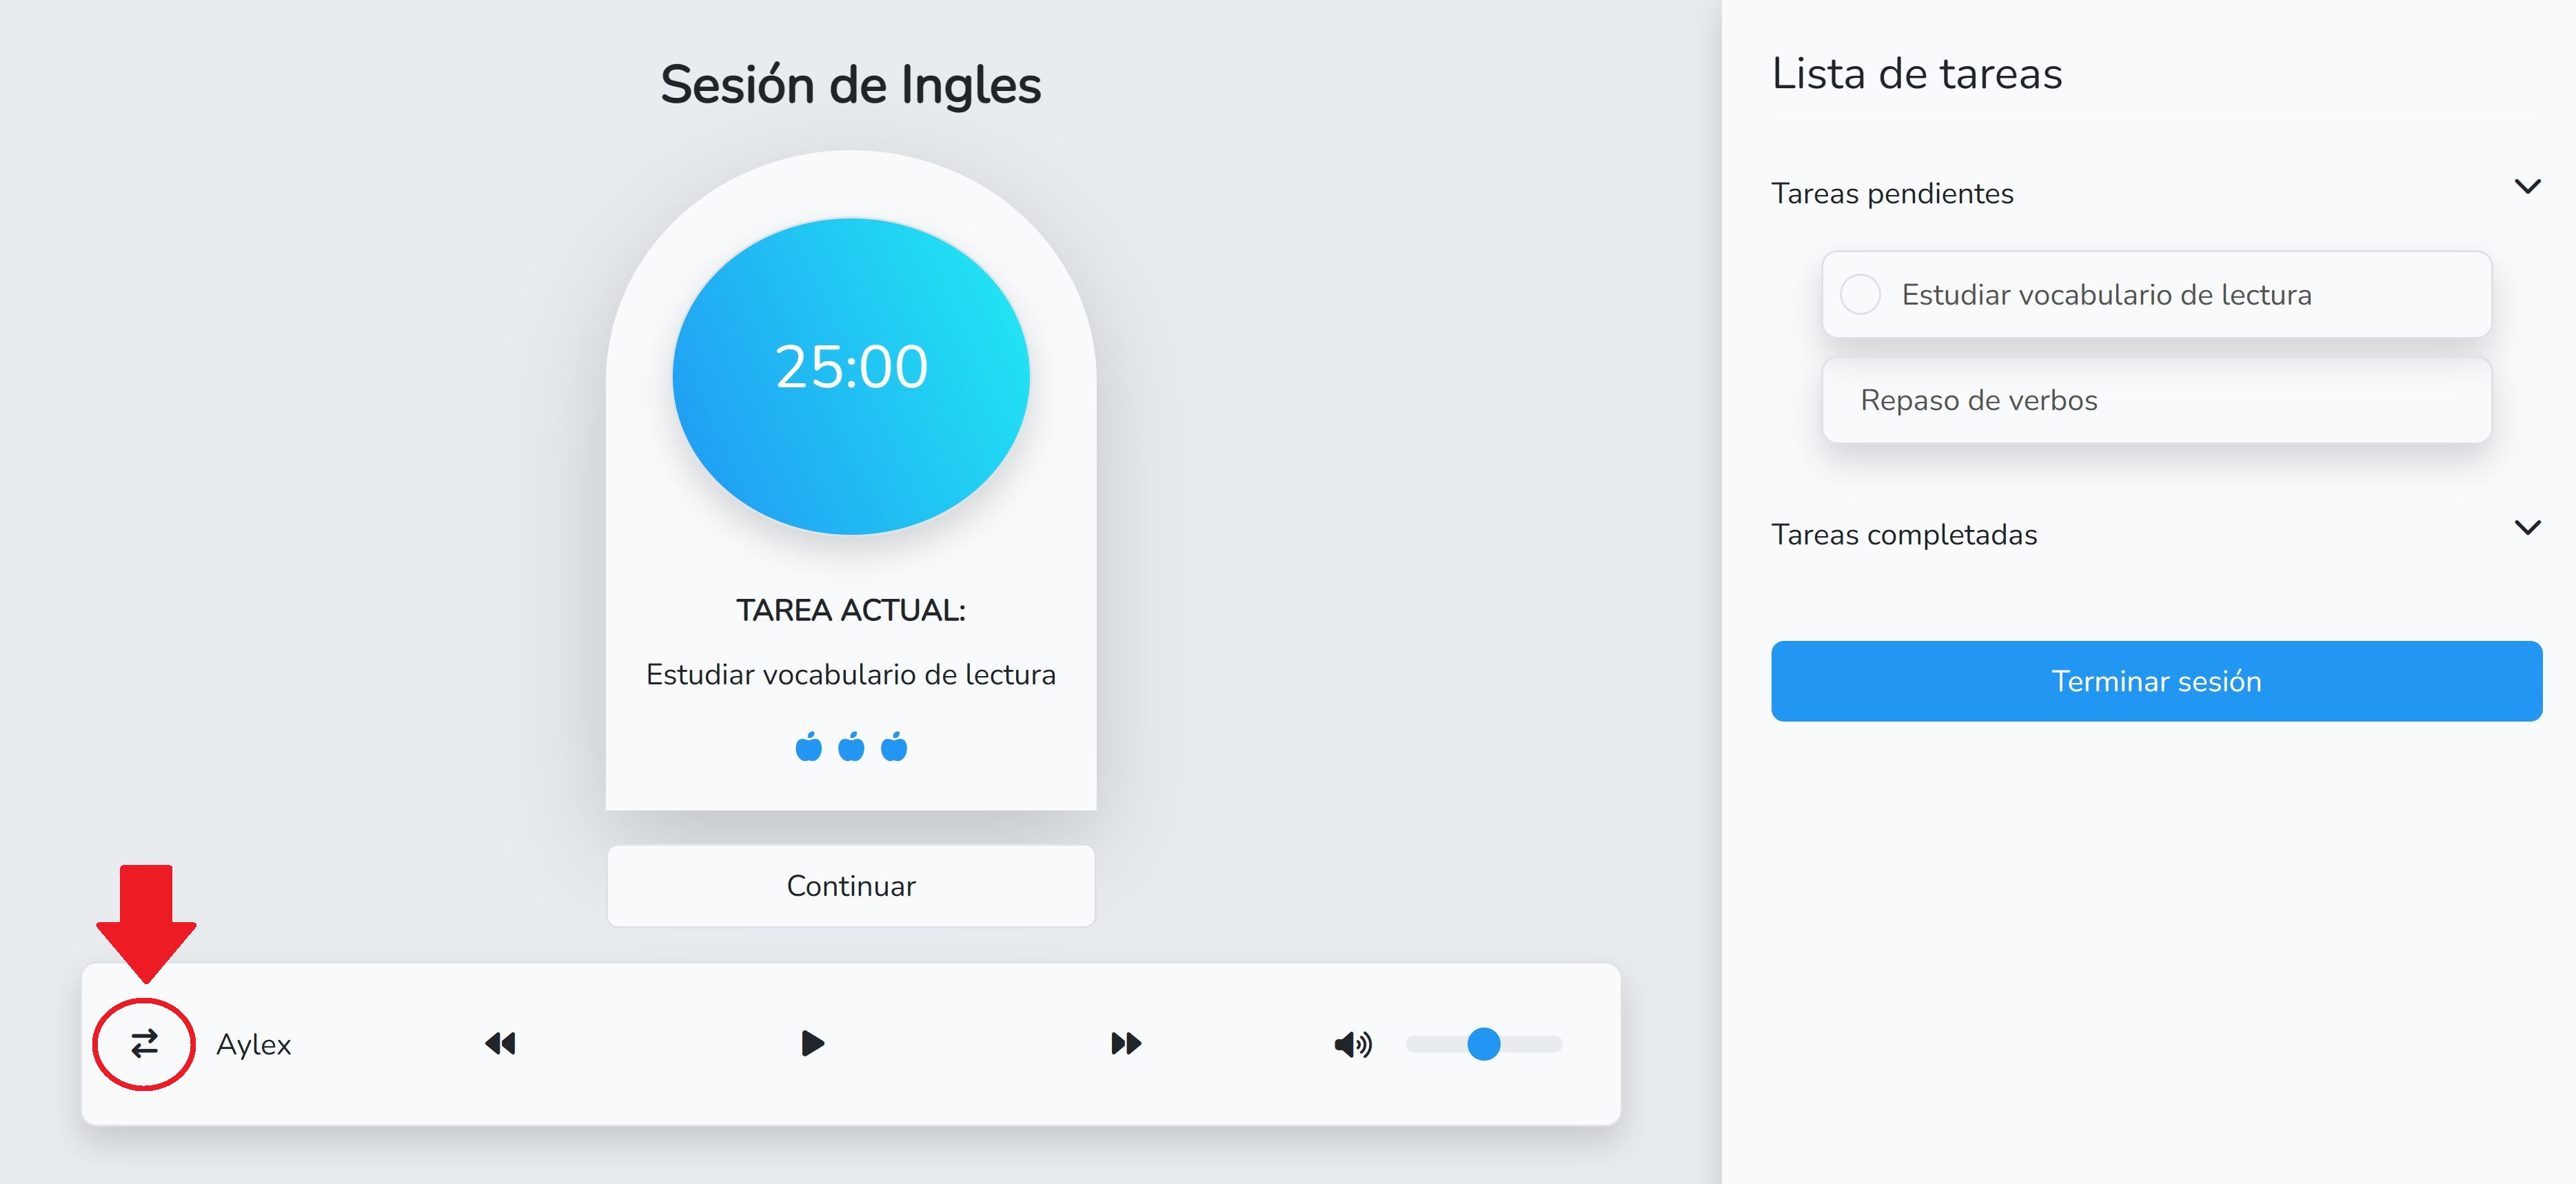 Sesión de Ingles
25:00
TAREA ACTUAL:
Estudiar vocabulario de lectura
Continuar
Aylex
Lista de tareas
Tareas pendientes
Estudiar vocabulario de lectura
Repaso de verbos
Tareas completadas
Terminar sesión